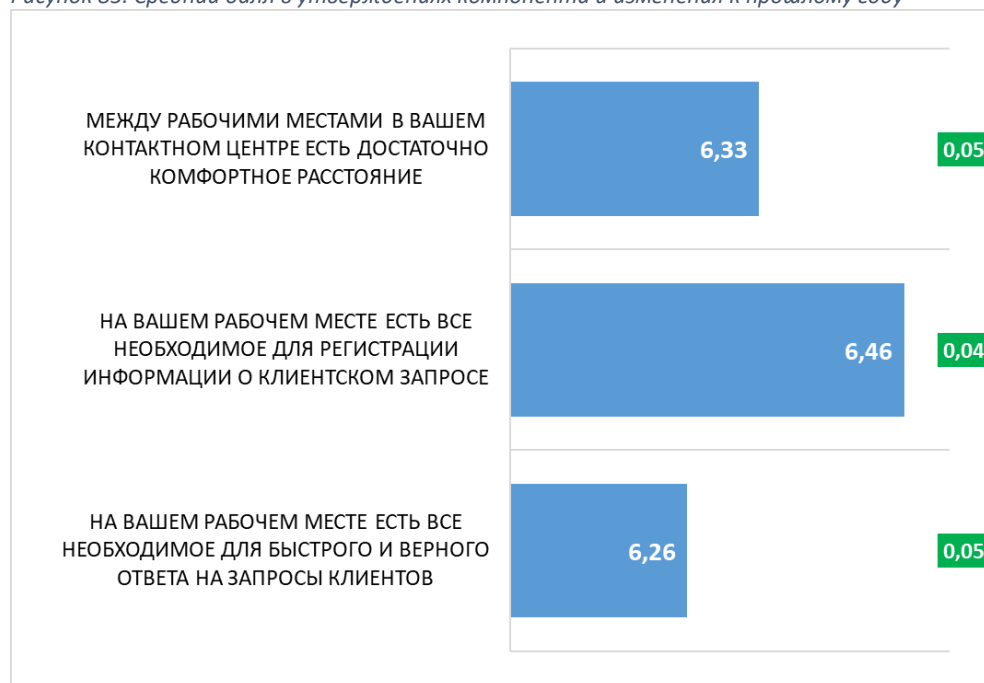 МЕЖДУ РАБОЧИМИ МЕСТАМИ В ВАШЕМ
КОНТАКТНОМ ЦЕНТРЕ ЕСТЬ ДОСТАТОЧНО
КОМФОРТНОЕ РАССТОЯНИЕ
6,33
0,05
НА ВАШЕМ РАБОЧЕМ МЕСТЕ ЕСТЬ ВСЕ
НЕОБХОДИМОЕ ДЛЯ РЕГИСТРАЦИИ
ИНФОРМАЦИИ О КЛИЕНТСКОМ ЗАПРОСЕ
6,46
0,04
НА ВАШЕМ РАБОЧЕМ МЕСТЕ ЕСТЬ ВСЕ
НЕОБХОДИМОЕ ДЛЯ БЫСТРОГО И ВЕРНОГО
ОТВЕТА НА ЗАПРОСЫ КЛИЕНТОВ
6,26
0,05